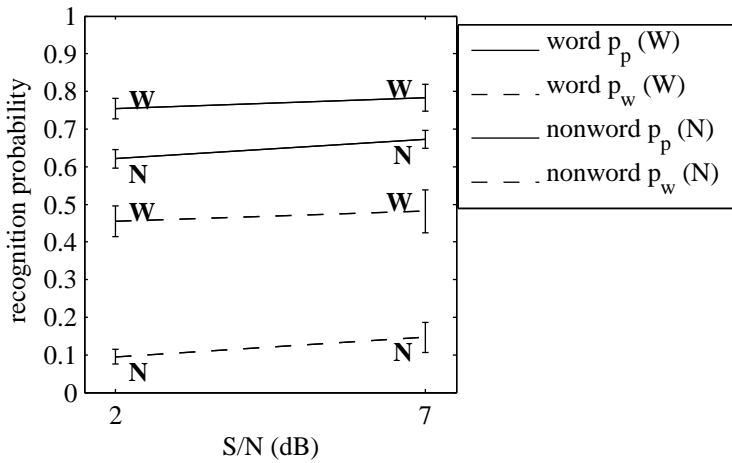 1
0.9
0.8
0.7
0.6
0.5
0.4
0.3
0.2
0.1
0
recognition probability
W
W
N
N
W
W
N
N
2
7
S/N (dB)
word p_p (W)
word p_w (W)
nonword p_p (N)
nonword p_w (N)